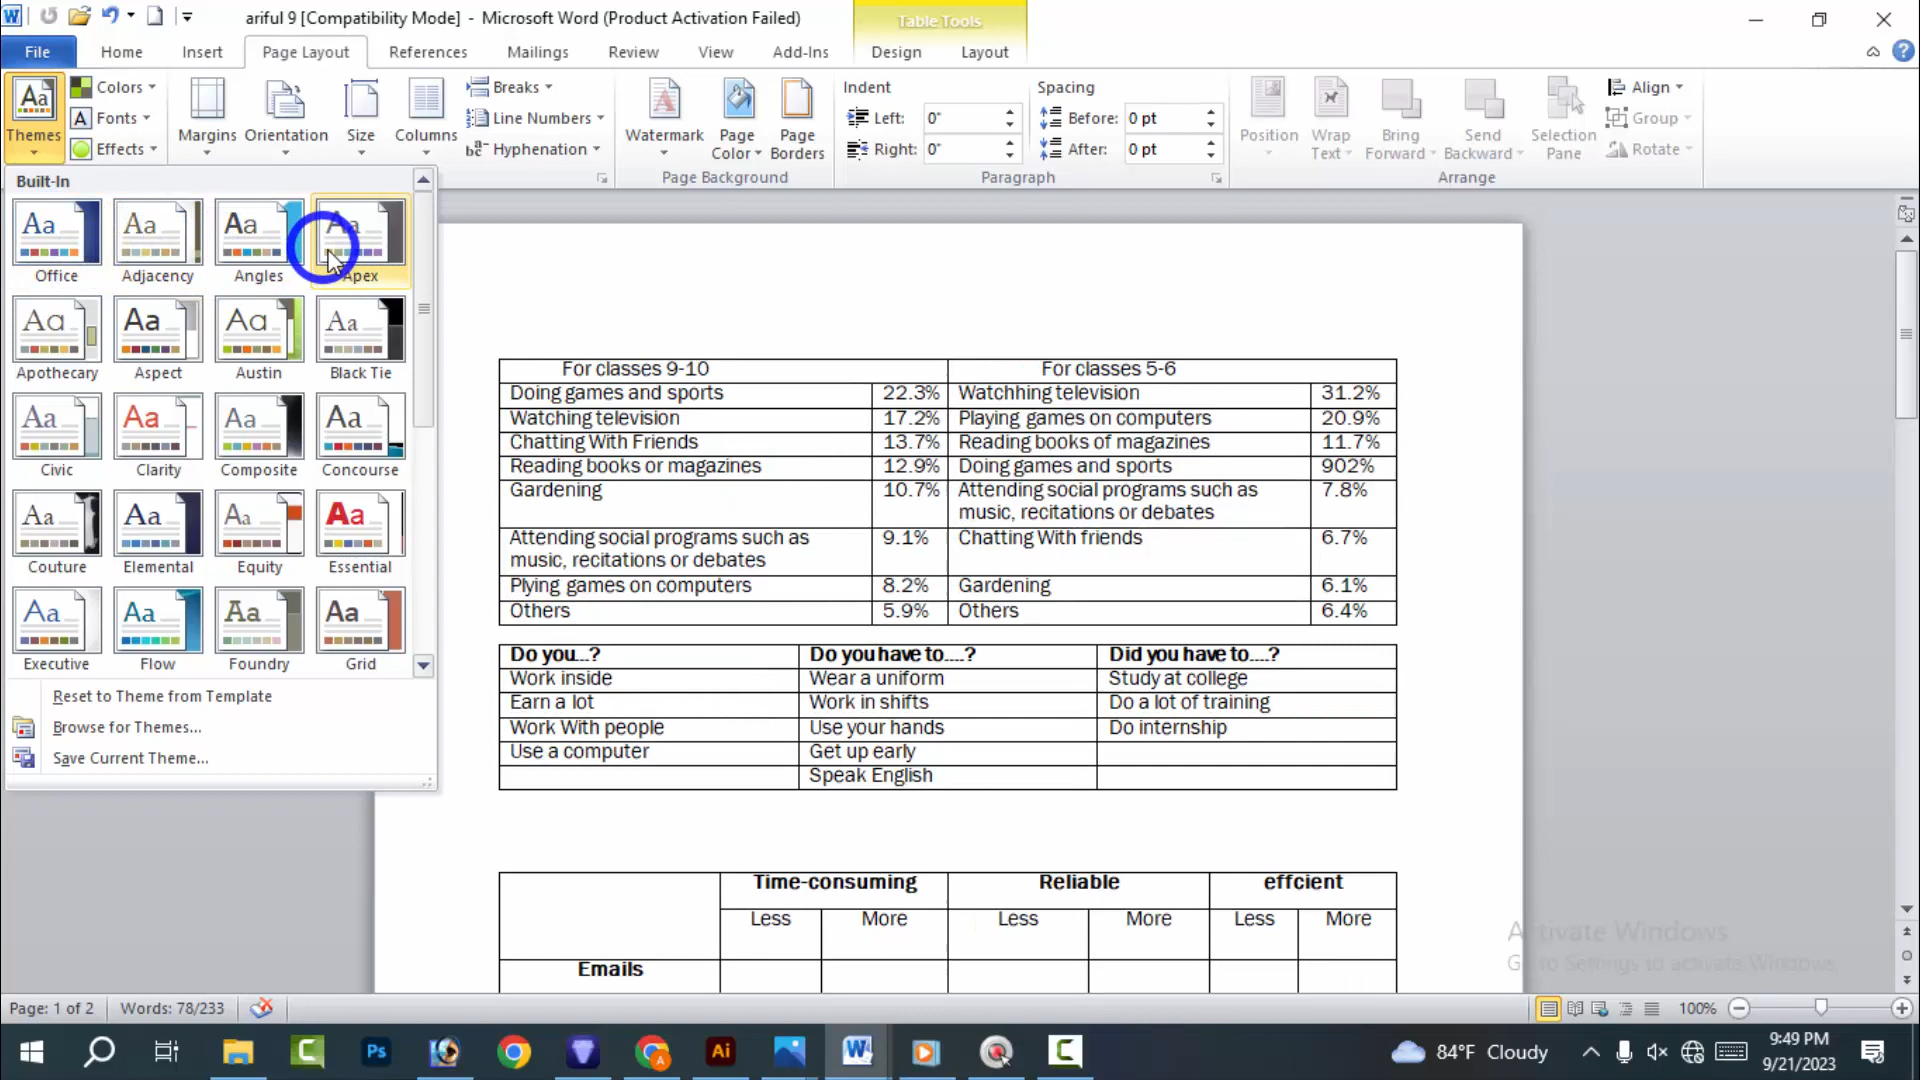 ariful 9 [Compatibility Mode] - Microsoft Word (Product Activation Failed)
Table Tools
File Home Insert Page Layout References Mailings Review View Add-Ins Design Layout
Themes
Colors
Fonts
Effects
Margins
Orientation
Size
Columns
Breaks
Line Numbers
Hyphenation
Watermark
Page Color
Page Borders
Page Background
Indent
Left: 0"
Right: 0"
Spacing
Before: 0 pt
After: 0 pt
Paragraph
Position
Wrap Text
Bring Forward
Send Backward
Selection Pane
Align
Group
Rotate
Arrange
Built-In
Office Adjacency Angles Apex
Apothecary Aspect Austin Black Tie
Civic Clarity Composite Concourse
Couture Elemental Equity Essential
Executive Flow Foundry Grid
Reset to Theme from Template
Browse for Themes...
Save Current Theme...
For classes 9-10 For classes 5-6
Doing games and sports 22.3% Watchhing television 31.2%
Watching television 17.2% Playing games on computers 20.9%
Chatting With Friends 13.7% Reading books of magazines 11.7%
Reading books or magazines 12.9% Doing games and sports 902%
Gardening 10.7% Attending social programs such as 7.8%
music, recitations or debates
Attending social programs such as 9.1% Chatting With friends 6.7%
music, recitations or debates
Plying games on computers 8.2% Gardening 6.1%
Others 5.9% Others 6.4%
Do you...? Do you have to....? Did you have to....?
Work inside Wear a uniform Study at college
Earn a lot Work in shifts Do a lot of training
Work With people Use your hands Do internship
Use a computer Get up early
Speak English
Time-consuming Reliable effcient
Less More Less More Less More
Emails
Activate Windows
Go to Settings to activate Windows.
Page: 1 of 2 Words: 78/233 100%
84°F Cloudy
9:49 PM
9/21/2023